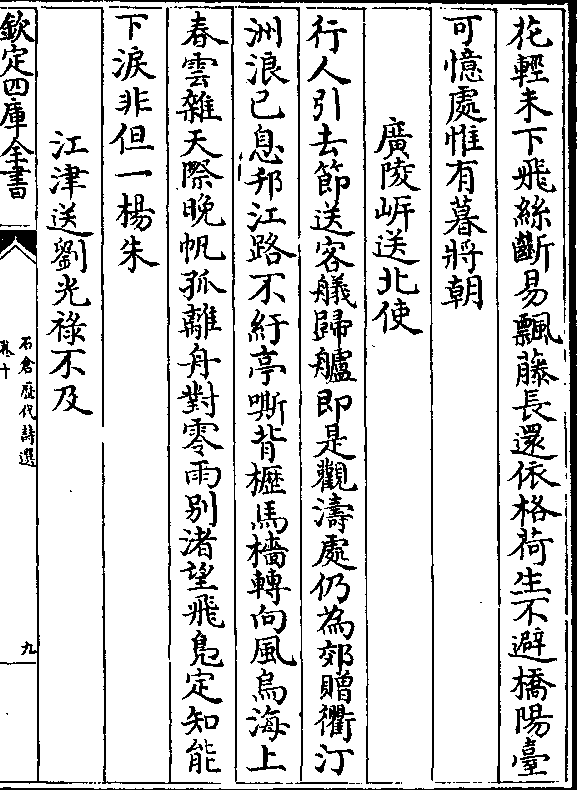 花輕未下飛絲斷易飄藤長還依格荷生不避橋陽臺
可憶處惟有暮將朝
廣陵岍送北使
行人引去節送客艤歸艫即是觀濤處仍為郊贈衢汀
洲浪已息邗江路不紆亭嘶背櫪馬檣轉向風烏海上
春雲雜天際晚帆孤離舟對零雨别渚望飛鳬定知能
下淚非但一楊朱
江津送劉光祿不及
欽定四庫全書
石倉歷代詩選
卷十
九